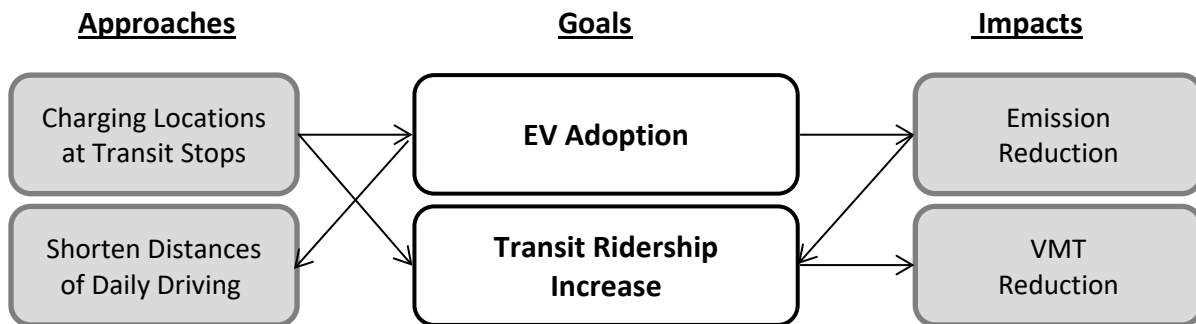 Approaches
Goals
Impacts
Charging Locations
at Transit Stops
EV Adoption
Emission
Reduction
Shorten Distances
of Daily Driving
Transit Ridership
Increase
VMT
Reduction